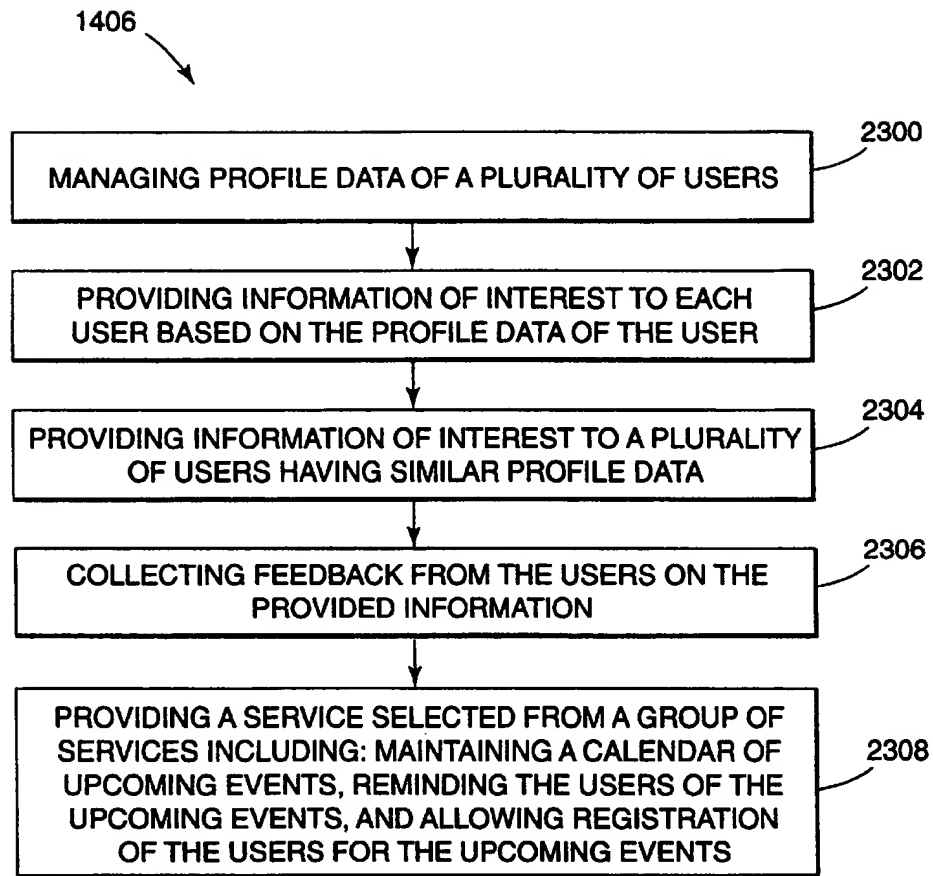 1406
2300
MANAGING PROFILE DATA OF A PLURALITY OF USERS
2302
PROVIDING INFORMATION OF INTEREST TO EACH
USER BASED ON THE PROFILE DATA OF THE USER
2304
PROVIDING INFORMATION OF INTEREST TO A PLURALITY
OF USERS HAVING SIMILAR PROFILE DATA
2306
COLLECTING FEEDBACK FROM THE USERS ON THE
PROVIDED INFORMATION
2308
PROVIDING A SERVICE SELECTED FROM A GROUP OF
SERVICES INCLUDING: MAINTAINING A CALENDAR OF
UPCOMING EVENTS, REMINDING THE USERS OF THE
UPCOMING EVENTS, AND ALLOWING REGISTRATION
OF THE USERS FOR THE UPCOMING EVENTS